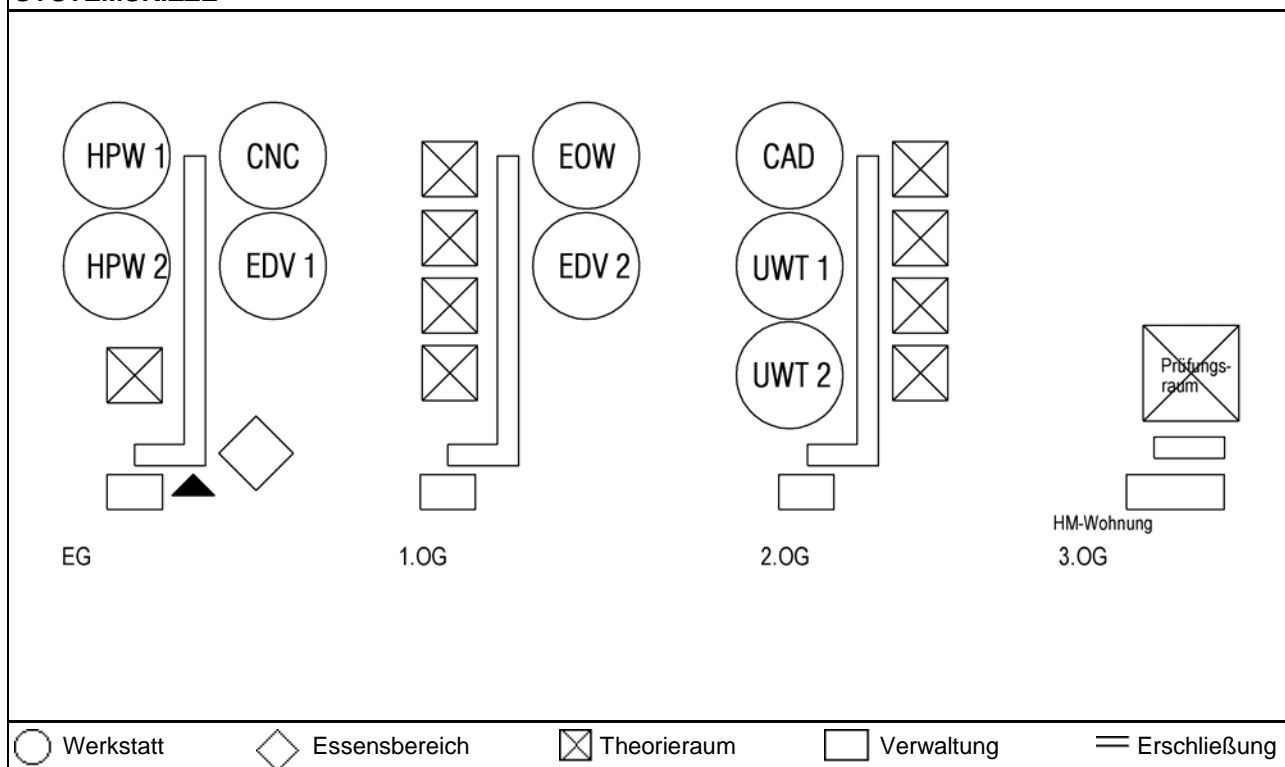 HPW 1
CNC
HPW 2
EDV 1
EG
EOW
EDV 2
1.OG
CAD
UWT 1
UWT 2
2.OG
Prüfungs-
raum
HM-Wohnung
3.OG
Werkstatt
Essensbereich
Theorieraum
Verwaltung
Erschließung